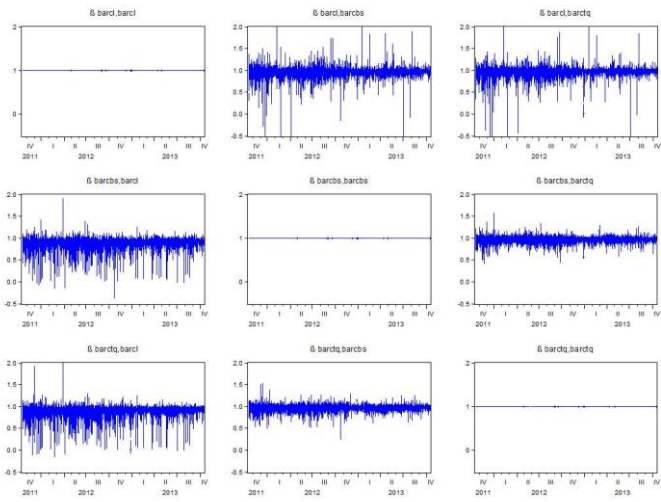 ß barcl,barcl
ß barcl,barcbs
ß barcl,barctq
2
1
0
2.0
1.5
1.0
0.5
0.0
-0.5
2.0
1.5
1.0
0.5
0.0
-0.5
IV I II III IV I II III IV
2011 2012 2013
IV I II III IV I II III IV
2011 2012 2013
IV I II III IV I II III IV
2011 2012 2013
ß barcbs,barcl
ß barcbs,barcbs
ß barcbs,barctq
2.0
1.5
1.0
0.5
0.0
-0.5
2
1
0
2.0
1.5
1.0
0.5
0.0
-0.5
IV I II III IV I II III IV
2011 2012 2013
IV I II III IV I II III IV
2011 2012 2013
IV I II III IV I II III IV
2011 2012 2013
ß barctq,barcl
ß barctq,barcbs
ß barctq,barctq
2.0
1.5
1.0
0.5
0.0
-0.5
2.0
1.5
1.0
0.5
0.0
-0.5
2
1
0
IV I II III IV I II III IV
2011 2012 2013
IV I II III IV I II III IV
2011 2012 2013
IV I II III IV I II III IV
2011 2012 2013